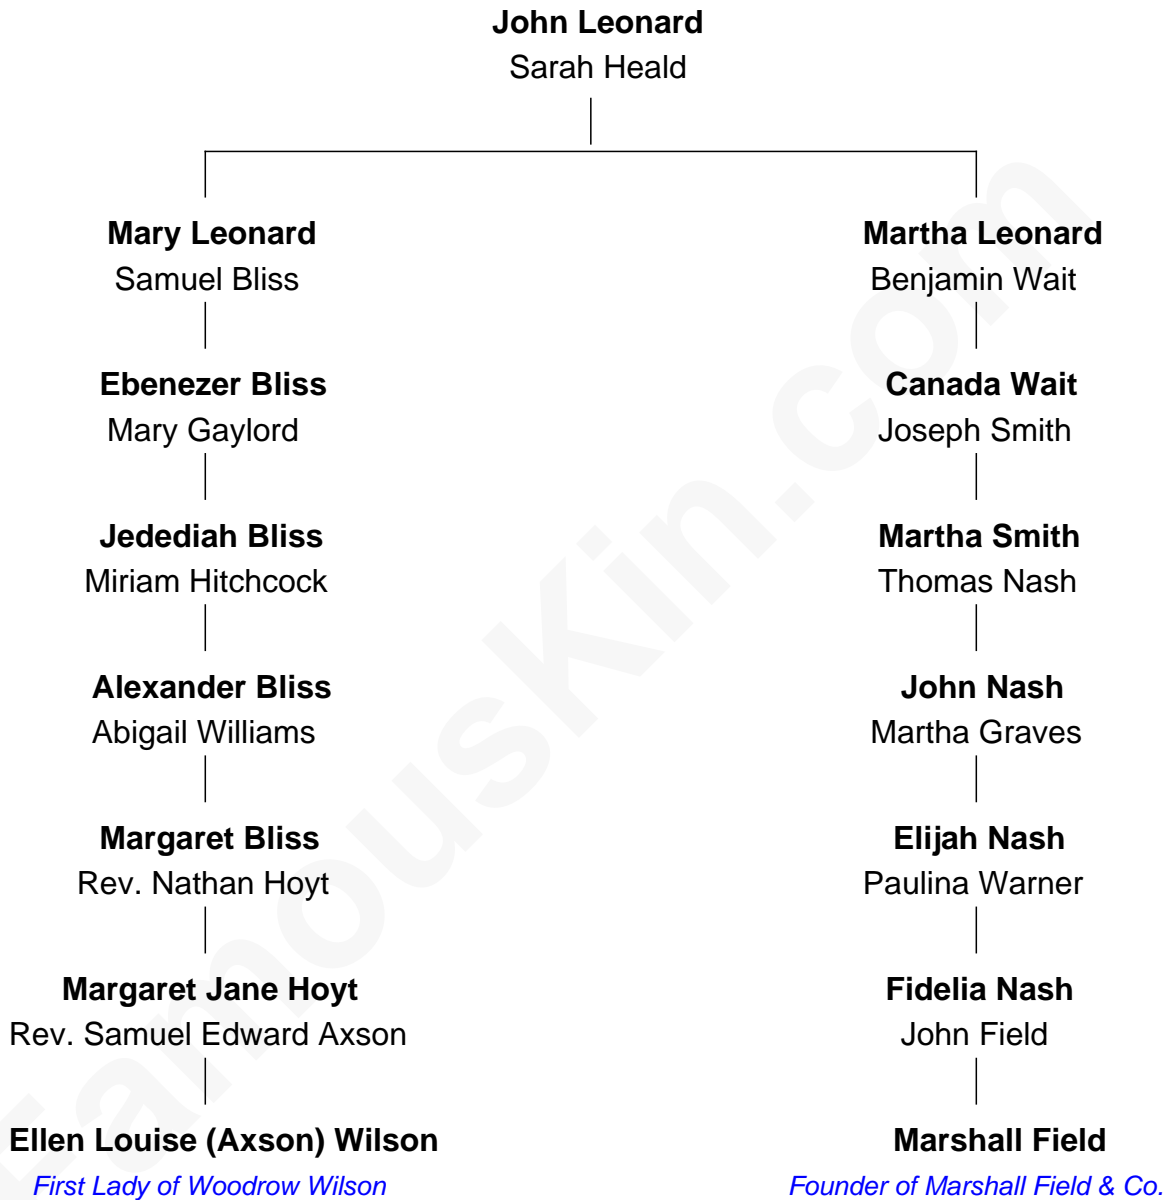 John Leonard
Sarah Heald
Mary Leonard
Samuel Bliss
Martha Leonard
Benjamin Wait
Ebenezer Bliss
Mary Gaylord
Canada Wait
Joseph Smith
Jedediah Bliss
Miriam Hitchcock
Martha Smith
Thomas Nash
Alexander Bliss
Abigail Williams
John Nash
Martha Graves
Margaret Bliss
Rev. Nathan Hoyt
Elijah Nash
Paulina Warner
Margaret Jane Hoyt
Rev. Samuel Edward Axson
Fidelia Nash
John Field
Ellen Louise (Axson) Wilson
First Lady of Woodrow Wilson
Marshall Field
Founder of Marshall Field & Co.
FamousKin.com